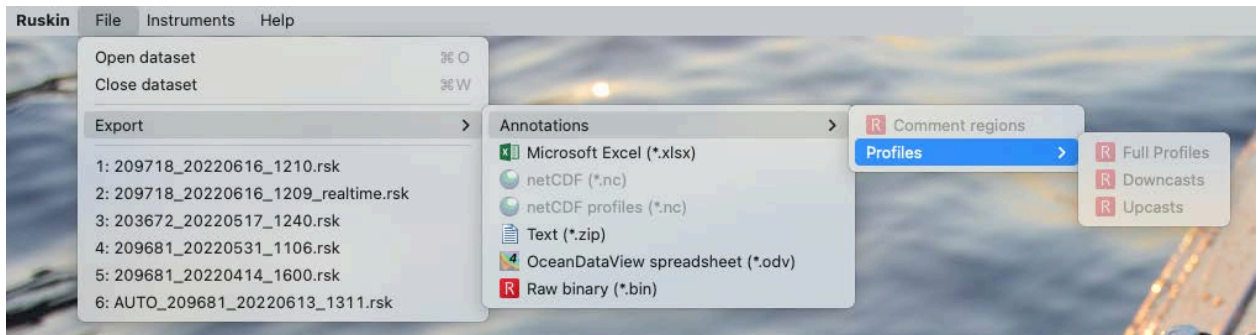 Ruskin File Instruments Help
Open dataset ⌘O
Close dataset ⌘W
Export >
1: 209718_20220616_1210.rsk
2: 209718_20220616_1209_realtime.rsk
3: 203672_20220517_1240.rsk
4: 209681_20220531_1106.rsk
5: 209681_20220414_1600.rsk
6: AUTO_209681_20220613_1311.rsk
Annotations >
Microsoft Excel (*.xlsx)
netCDF (*.nc)
netCDF profiles (*.nc)
Text (*.zip)
OceanDataView spreadsheet (*.odv)
R Raw binary (*.bin)
R Comment regions
Profiles >
R Full Profiles
R Downcasts
R Upcasts